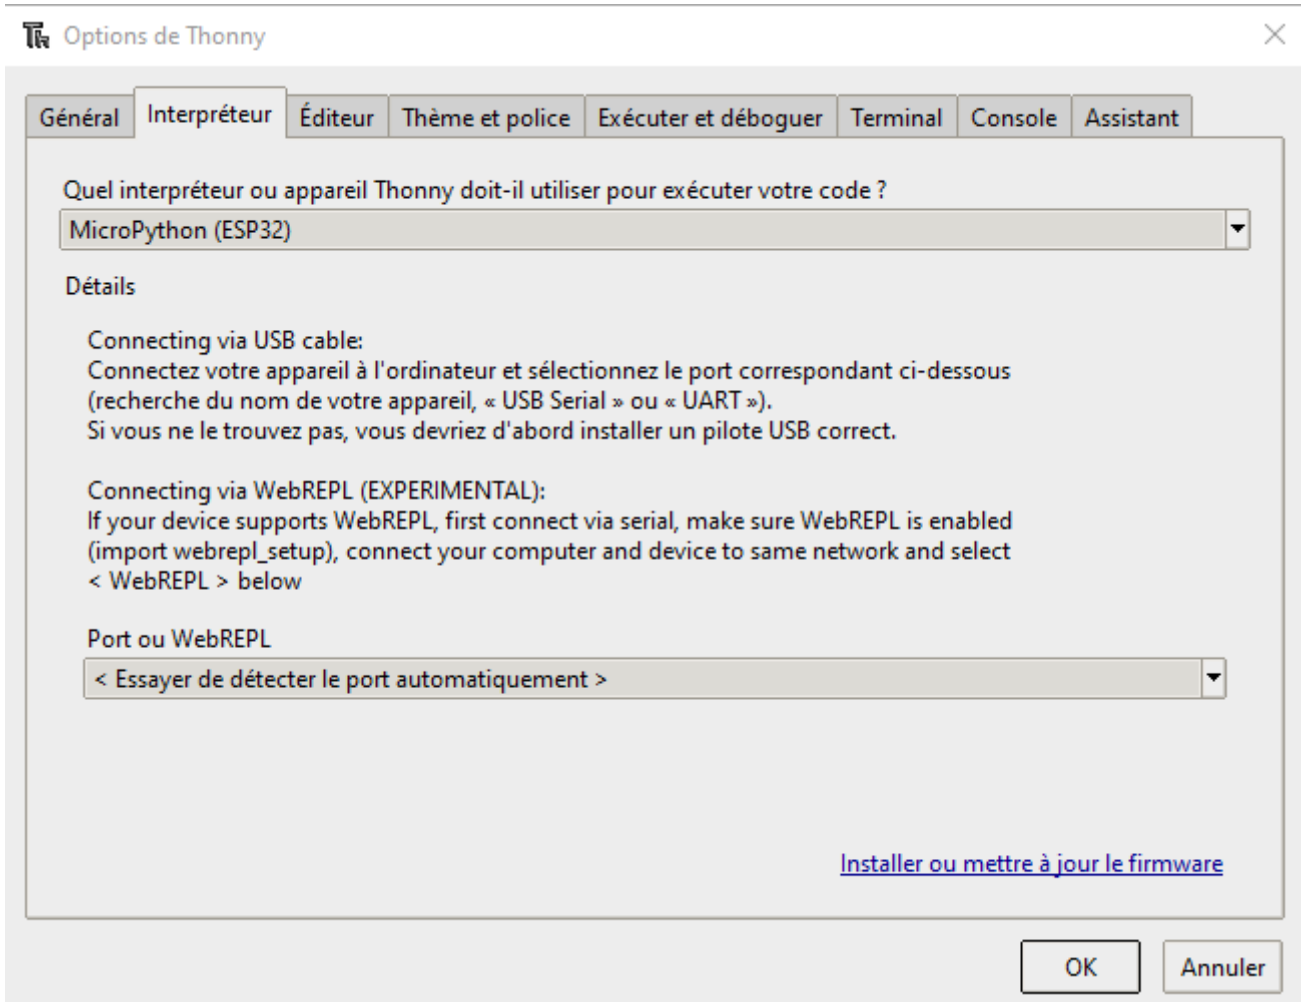 Options de Thonny
Général Interpréteur Éditeur Thème et police Exécuter et déboguer Terminal Console Assistant
Quel interpréteur ou appareil Thonny doit-il utiliser pour exécuter votre code ?
MicroPython (ESP32)
Détails
Connecting via USB cable:
Connectez votre appareil à l'ordinateur et sélectionnez le port correspondant ci-dessous
(recherche du nom de votre appareil, « USB Serial » ou « UART »).
Si vous ne le trouvez pas, vous devriez d'abord installer un pilote USB correct.
Connecting via WebREPL (EXPERIMENTAL):
If your device supports WebREPL, first connect via serial, make sure WebREPL is enabled
(import webrepl_setup), connect your computer and device to same network and select
< WebREPL > below
Port ou WebREPL
< Essayer de détecter le port automatiquement >
Installer ou mettre à jour le firmware
OK Annuler